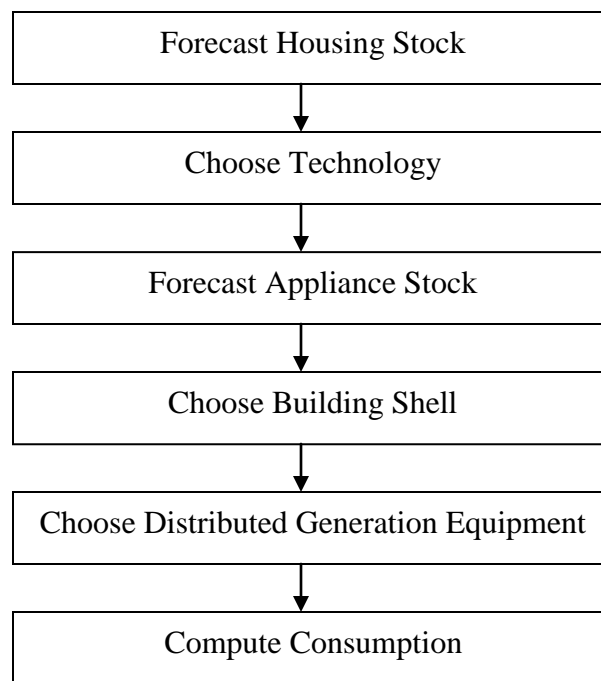 Forecast Housing Stock
Choose Technology
Forecast Appliance Stock
Choose Building Shell
Choose Distributed Generation Equipment
Compute Consumption